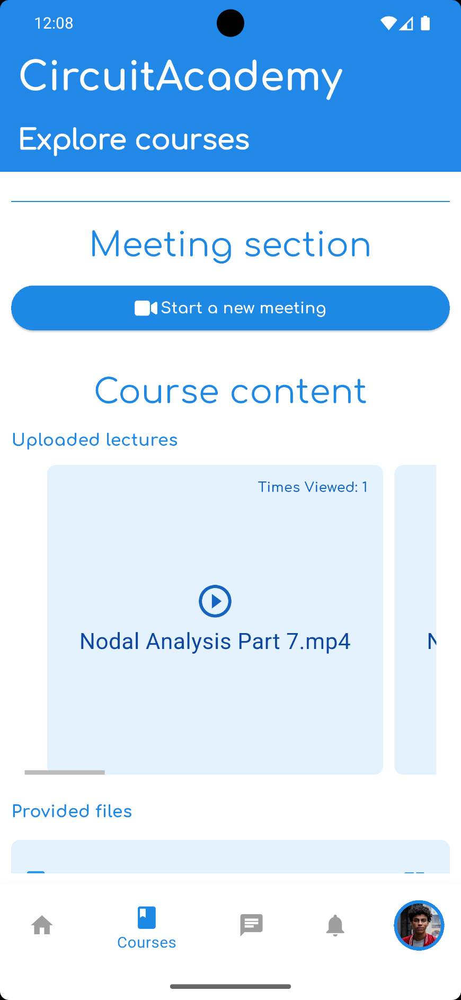 12:08
CircuitAcademy
Explore courses
Meeting section
Start a new meeting
Course content
Uploaded lectures
Times Viewed: 1
Nodal Analysis Part 7.mp4
Provided files
Courses